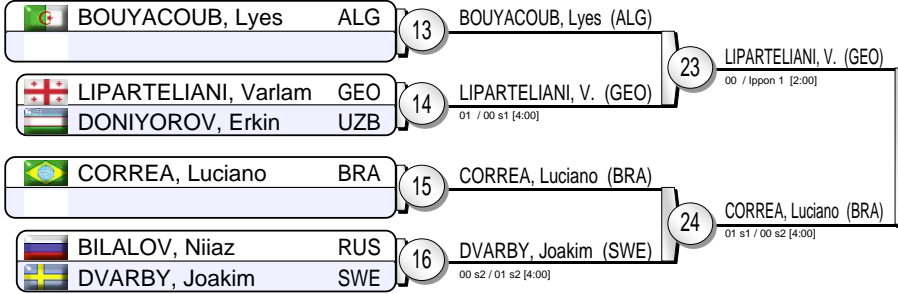 BOUYACOUB, Lyes ALG
13
BOUYACOUB, Lyes (ALG)
LIPARTELIANI, Varlam GEO
DONIYOROV, Erkin UZB
14
LIPARTELIANI, V. (GEO)
01 / 00 s1 [4:00]
23
LIPARTELIANI, V. (GEO)
00 / Ippon 1 [2:00]
CORREA, Luciano BRA
15
CORREA, Luciano (BRA)
BILALOV, Niiaz RUS
DVARBY, Joakim SWE
16
DVARBY, Joakim (SWE)
00 s2 / 01 s2 [4:00]
24
CORREA, Luciano (BRA)
01 s1 / 00 s2 [4:00]